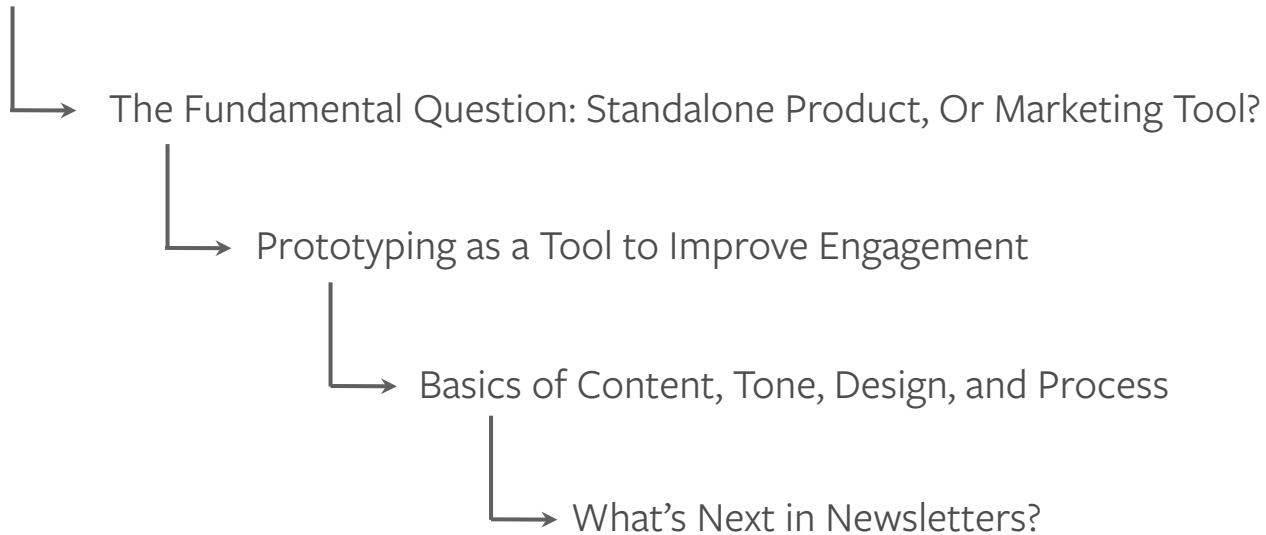 The Fundamental Question: Standalone Product, Or Marketing Tool?
Prototyping as a Tool to Improve Engagement
Basics of Content, Tone, Design, and Process
What’s Next in Newsletters?